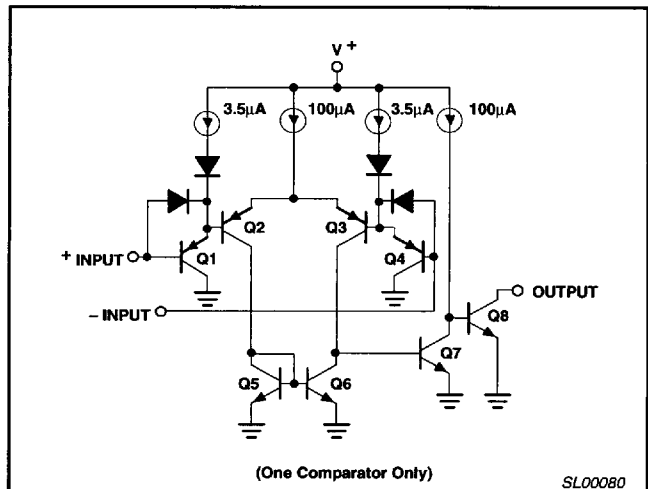 V+
3.5μA 100μA 3.5μA 100μA
Q2 Q3
+ INPUT Q1 Q4
– INPUT OUTPUT
Q8
Q7
Q5 Q6
(One Comparator Only)
SL00080